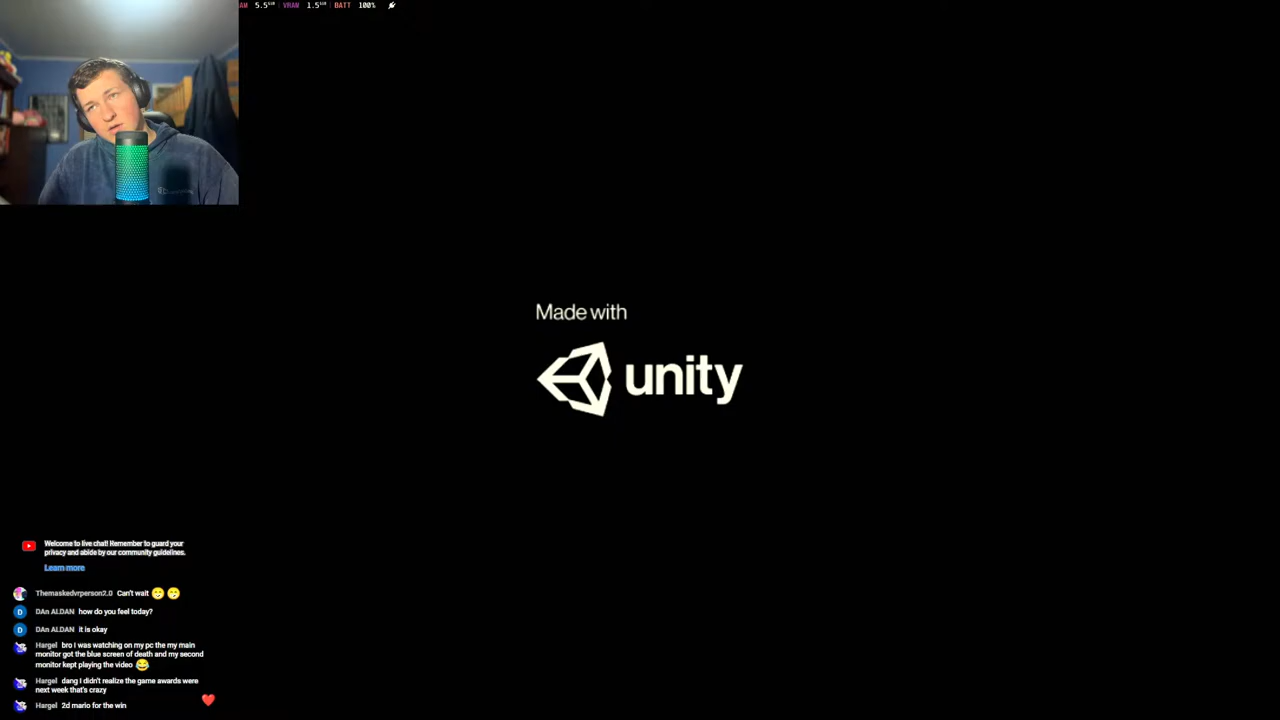 AM 5.5GB VRAM 1.5GB BATT 100%
Made with
unity
Welcome to live chat! Remember to guard your
privacy and abide by our community guidelines.
Learn more
Themaskedvrperson2.0 Can't wait
D DAn ALDAN how do you feel today?
D DAn ALDAN it is okay
Hargel bro I was watching on my pc the my main
monitor got the blue screen of death and my second
monitor kept playing the video
Hargel dang I didn't realize the game awards were
next week that's crazy
Hargel 2d mario for the win